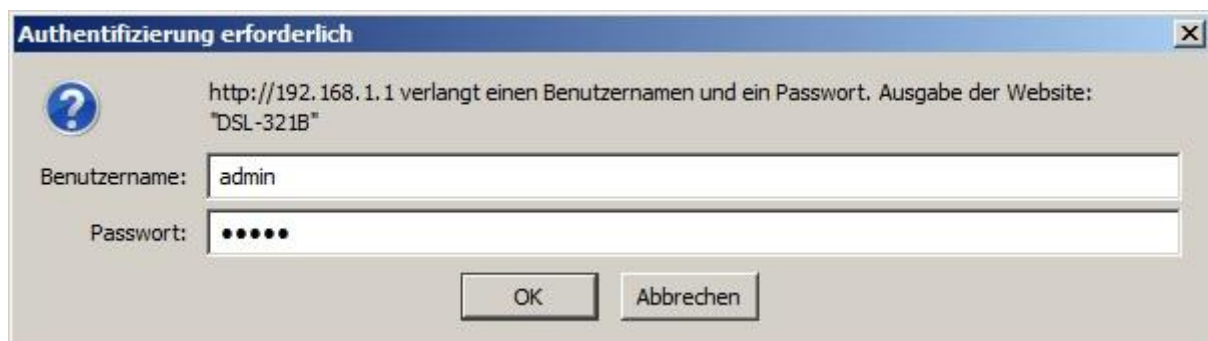 Authentifizierung erforderlich
http://192.168.1.1 verlangt einen Benutzernamen und ein Passwort. Ausgabe der Website:
"DSL-321B"
Benutzername: admin
Passwort: •••••
OK Abbrechen